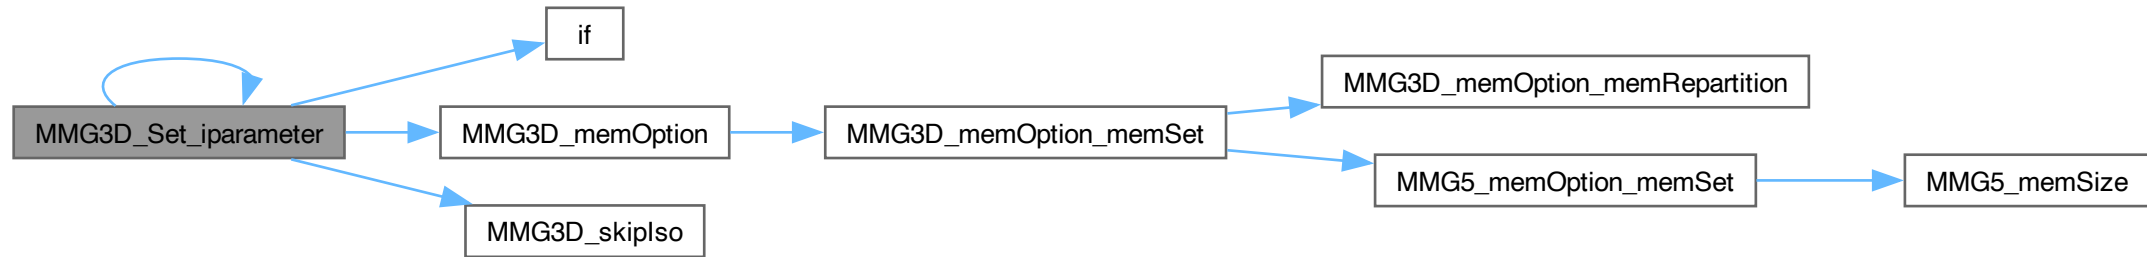 if
MMG3D_Set_iparameter
MMG3D_memOption
MMG3D_skipIso
MMG3D_memOption_memSet
MMG3D_memOption_memRepartition
MMG5_memOption_memSet
MMG5_memSize